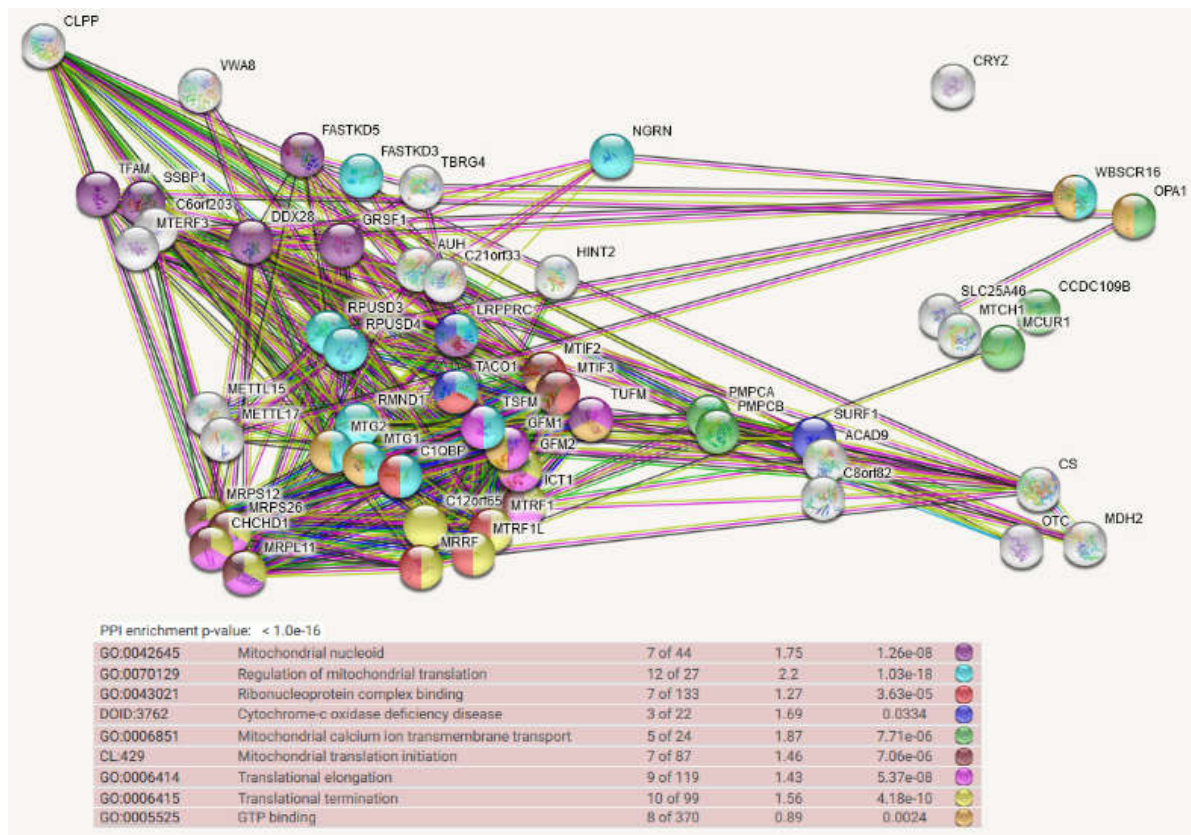 CLPP
VWA8
CRYZ
FASTKD5
NGRN
FASTKD3
TBRG4
TFAM
SSBP1
WBSCR16
OPA1
C6orf203
MTERF3
DDX28
GRSF1
AUH
C21orf33
HINT2
SLC25A46
CCDC109B
MTCH1
MCUR1
RPUSD3
LRPPRC
RPUSD4
MTIF2
TACO1
MTIF3
METTL15
RMND1
TSFM
TUFM
PMPCA
PMPCB
METTL17
GFM1
SURF1
MTG2
MTG1
GFM2
ACAD9
C1QBP
C8orf82
CS
ICT1
MRPS12
C12orf65
MTRF1
MRPS26
CHCHD1
MTRF1L
OTC
MDH2
MRPL11
MRRF
PPI enrichment p-value: < 1.0e-16
GO:0042645 Mitochondrial nucleoid 7 of 44 1.75 1.26e-08
GO:0070129 Regulation of mitochondrial translation 12 of 27 2.2 1.03e-18
GO:0043021 Ribonucleoprotein complex binding 7 of 133 1.27 3.63e-05
DOID:3762 Cytochrome-c oxidase deficiency disease 3 of 22 1.69 0.0334
GO:0006851 Mitochondrial calcium ion transmembrane transport 5 of 24 1.87 7.71e-06
CL:429 Mitochondrial translation initiation 7 of 87 1.46 7.06e-06
GO:0006414 Translational elongation 9 of 119 1.43 5.37e-08
GO:0006415 Translational termination 10 of 99 1.56 4.18e-10
GO:0005525 GTP binding 8 of 370 0.89 0.0024